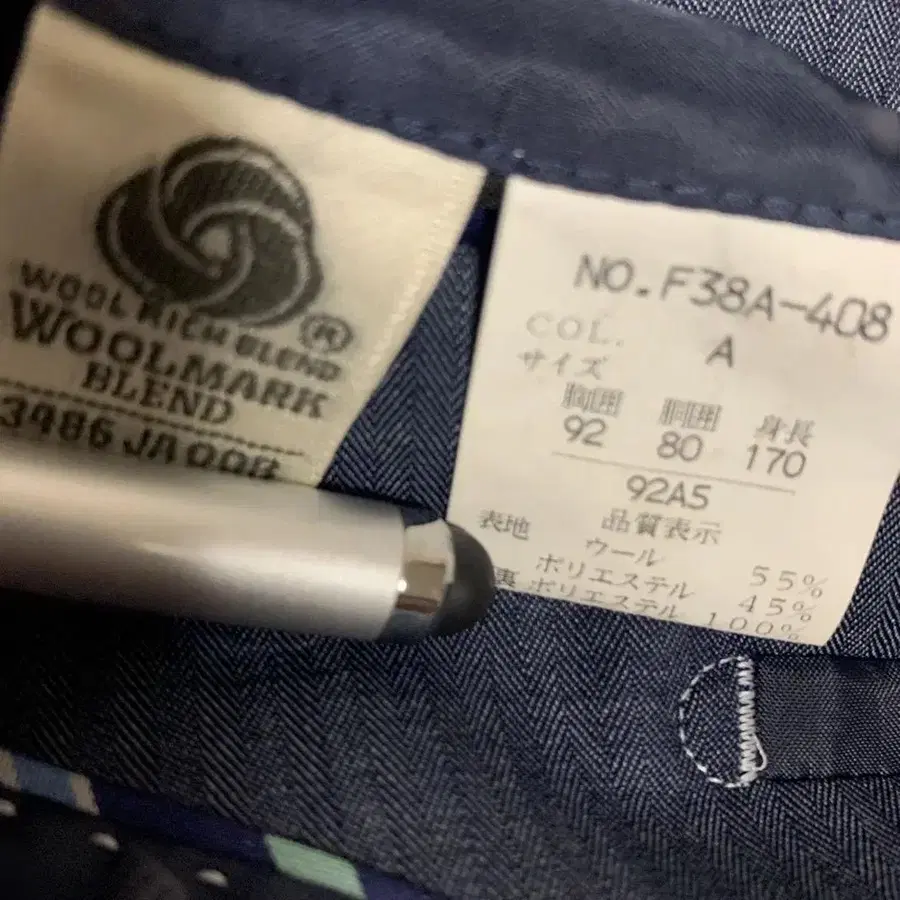 WOOL RICH BLEND
WOOLMARK ®
BLEND
3486 JA008
NO.F38A-408
COL. A
サイズ
胸囲 胴囲 身長
92 80 170
92A5
品質表示
表地 ウール 55%
ポリエステル 45%
裏 ポリエステル 100%